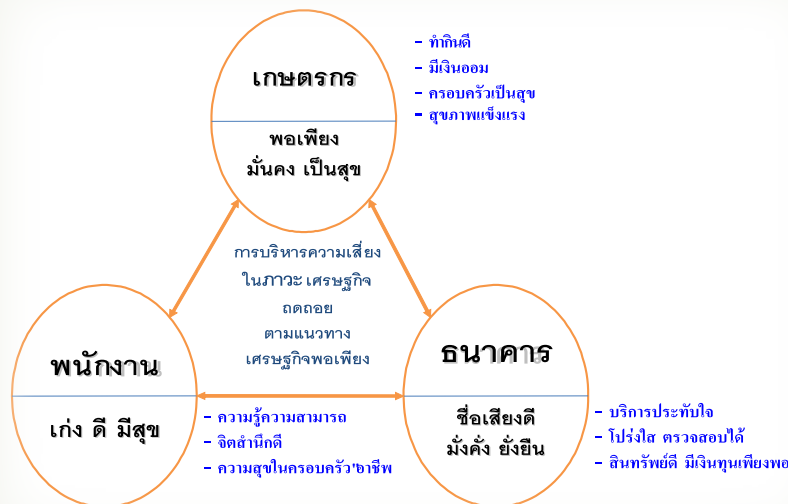 เกษตรกร
พอเพียง
มั่นคง เป็นสุข
- ทำกินดี
- มีเงินออม
- ครอบครัวเป็นสุข
- สุขภาพแข็งแรง
การบริหารความเสี่ยง
ในภาวะเศรษฐกิจ
ถดถอย
ตามแนวทาง
เศรษฐกิจพอเพียง
พนักงาน
เก่ง ดี มีสุข
- ความรู้ความสามารถ
- จิตสำนึกดี
- ความสุขในครอบครัว'อาชีพ
ธนาคาร
ชื่อเสียงดี
มั่งคั่ง ยั่งยืน
- บริการประทับใจ
- โปร่งใส ตรวจสอบได้
- สินทรัพย์ดี มีเงินทุนเพียงพอ